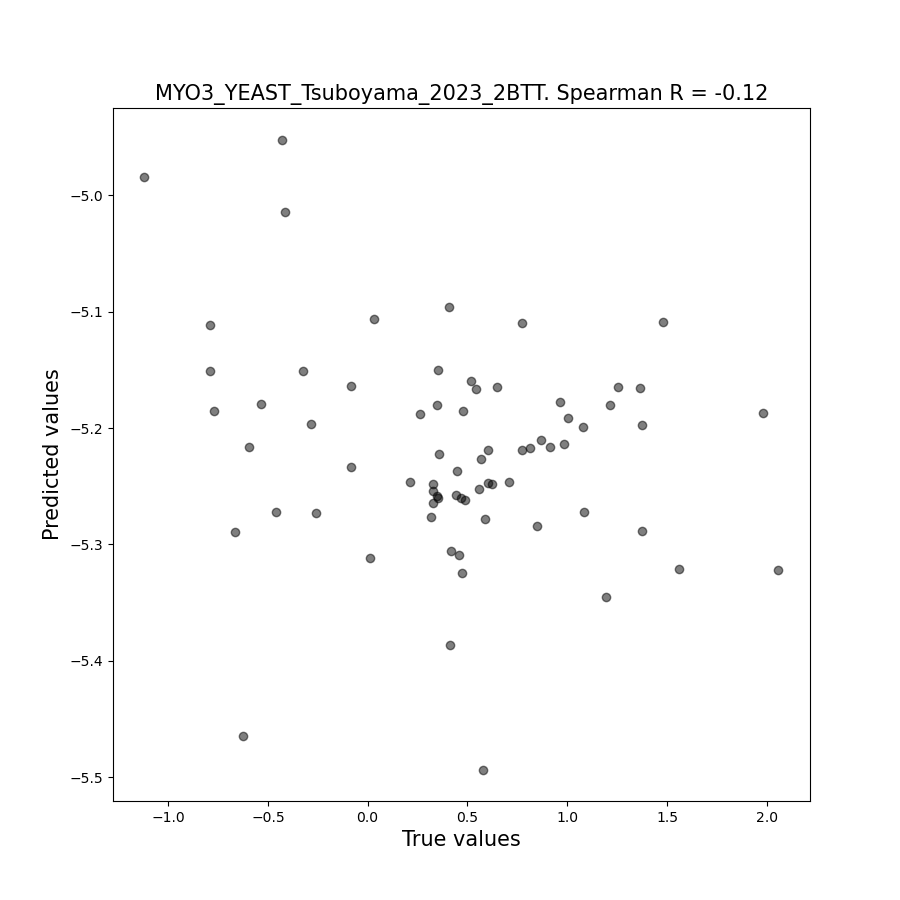 MYO3_YEAST_Tsuboyama_2023_2BTT. Spearman R = -0.12
Predicted values
−5.0
−5.1
−5.2
−5.3
−5.4
−5.5
−1.0 −0.5 0.0 0.5 1.0 1.5 2.0
True values